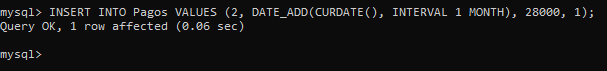 mysql> INSERT INTO Pagos VALUES (2, DATE_ADD(CURDATE(), INTERVAL 1 MONTH), 28000, 1);
Query OK, 1 row affected (0.06 sec)
mysql>